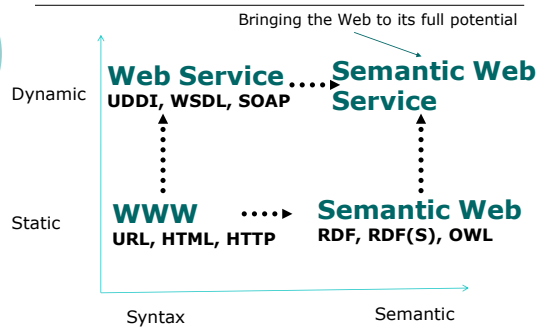 Bringing the Web to its full potential
Dynamic
Web Service
UDDI, WSDL, SOAP
Semantic Web
Service
Static
WWW
URL, HTML, HTTP
Semantic Web
RDF, RDF(S), OWL
Syntax
Semantic